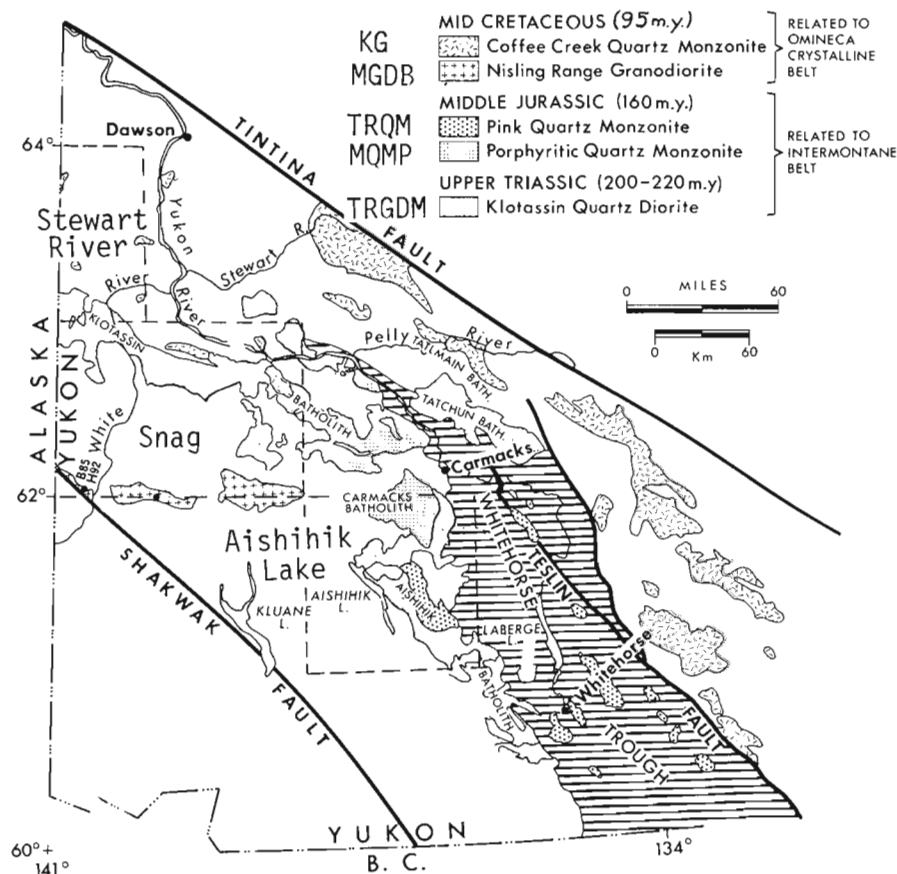 MID CRETACEOUS (95 m.y.)
KG Coffee Creek Quartz Monzonite
MGDB Nisling Range Granodiorite
RELATED TO
OMINECA
CRYSTALLINE
BELT
MIDDLE JURASSIC (160 m.y.)
TRQM Pink Quartz Monzonite
MQMP Porphyritic Quartz Monzonite
UPPER TRIASSIC (200-220 m.y)
TRGDM Klotassin Quartz Diorite
RELATED TO
INTERMONTANE
BELT
MILES
0 60
0 60
Km
Dawson
64°
TINTINA
FAULT
Stewart
River
Yukon
River
Stewart R.
River
KLOTASSIN
BATHOLITH
Pelly River
TATLMAIN BATH
TATCHUN BATH
ALASKA
YUKON
White
Snag
B85
H92
62°
Carmacks
CARMACKS
BATHOLITH
Aishihik
Lake
AISHIHIK
L.
AISHIHIK
BATHOLITH
KLUANE
L.
SHAKWAK
FAULT
WHITEHORSE
TROUGH
TESLIN
FAULT
LABERGE
L.
Whitehorse
YUKON
B. C.
60°+
141°
134°